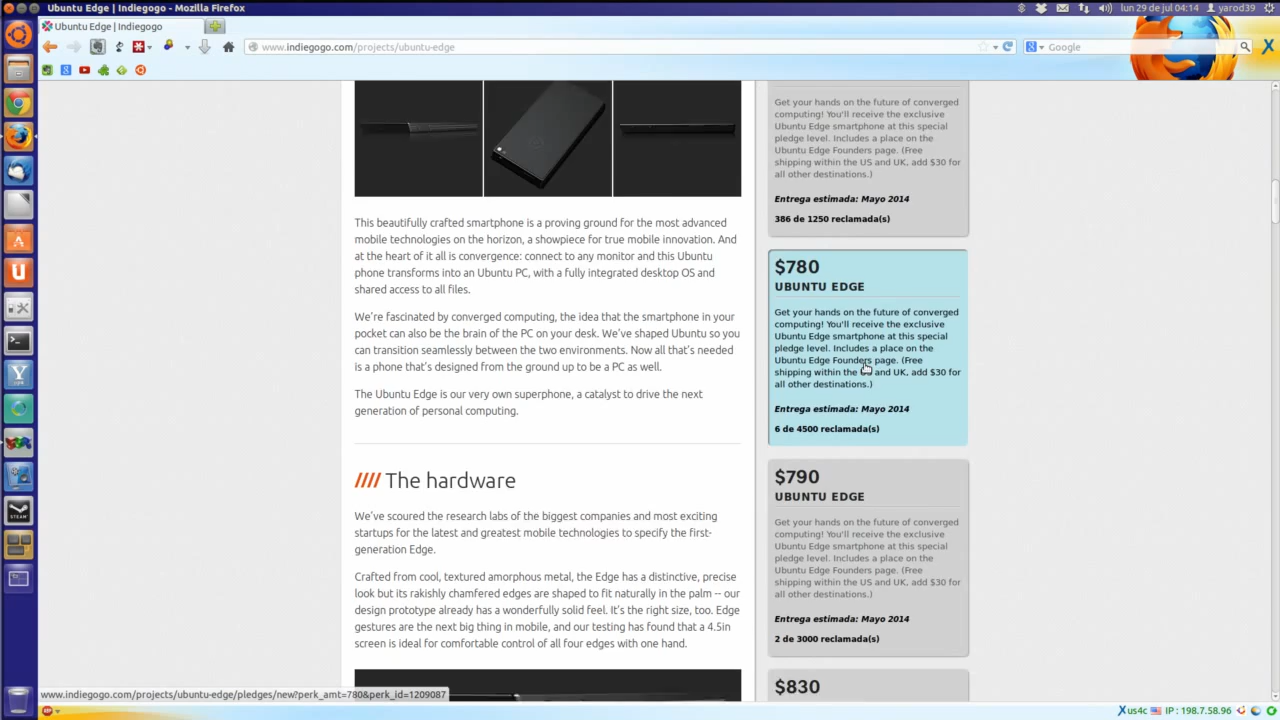 Ubuntu Edge | Indiegogo - Mozilla Firefox
lun 29 de jul 04:14
yarod39
Ubuntu Edge | Indiegogo
www.indiegogo.com/projects/ubuntu-edge
Google
This beautifully crafted smartphone is a proving ground for the most advanced
mobile technologies on the horizon, a showpiece for true mobile innovation. And
at the heart of it all is convergence: connect to any monitor and this Ubuntu
phone transforms into an Ubuntu PC, with a fully integrated desktop OS and
shared access to all files.
We're fascinated by converged computing, the idea that the smartphone in your
pocket can also be the brain of the PC on your desk. We've shaped Ubuntu so you
can transition seamlessly between the two environments. Now all that's needed
is a phone that's designed from the ground up to be a PC as well.
The Ubuntu Edge is our very own superphone, a catalyst to drive the next
generation of personal computing.
//// The hardware
We've scoured the research labs of the biggest companies and most exciting
startups for the latest and greatest mobile technologies to specify the first-
generation Edge.
Crafted from cool, textured amorphous metal, the Edge has a distinctive, precise
look but its rakishly chamfered edges are shaped to fit naturally in the palm -- our
design prototype already has a wonderfully solid feel. It's the right size, too. Edge
gestures are the next big thing in mobile, and our testing has found that a 4.5in
screen is ideal for comfortable control of all four edges with one hand.
Get your hands on the future of converged
computing! You'll receive the exclusive
Ubuntu Edge smartphone at this special
pledge level. Includes a place on the
Ubuntu Edge Founders page. (Free
shipping within the US and UK, add $30 for
all other destinations.)
Entrega estimada: Mayo 2014
386 de 1250 reclamada(s)
$780
UBUNTU EDGE
Get your hands on the future of converged
computing! You'll receive the exclusive
Ubuntu Edge smartphone at this special
pledge level. Includes a place on the
Ubuntu Edge Founders page. (Free
shipping within the US and UK, add $30 for
all other destinations.)
Entrega estimada: Mayo 2014
6 de 4500 reclamada(s)
$790
UBUNTU EDGE
Get your hands on the future of converged
computing! You'll receive the exclusive
Ubuntu Edge smartphone at this special
pledge level. Includes a place on the
Ubuntu Edge Founders page. (Free
shipping within the US and UK, add $30 for
all other destinations.)
Entrega estimada: Mayo 2014
2 de 3000 reclamada(s)
$830
www.indiegogo.com/projects/ubuntu-edge/pledges/new?perk_amt=780&perk_id=1209087
us4c
IP : 198.7.58.96